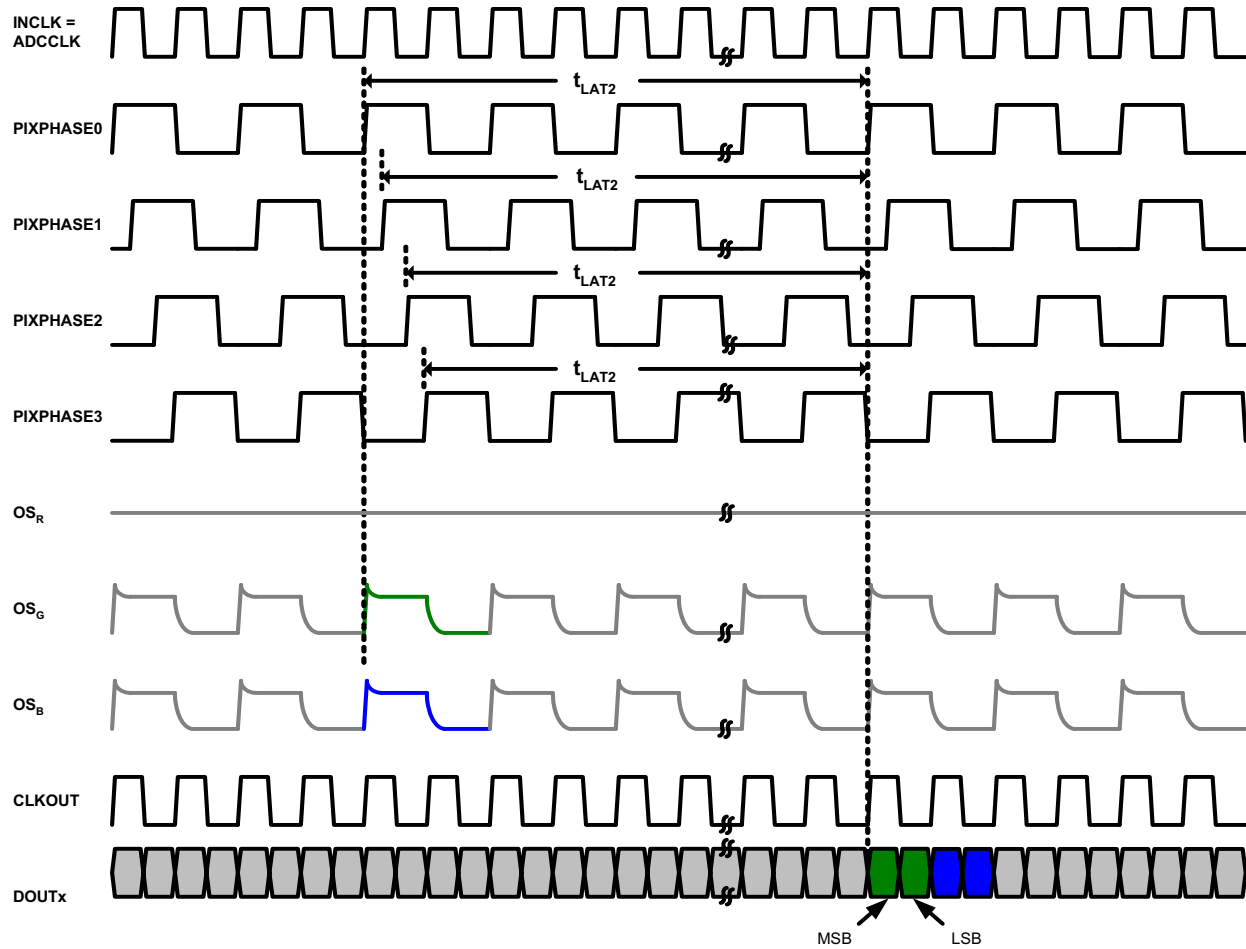 INCLK =
ADCCLK
tLAT2
PIXPHASE0
tLAT2
PIXPHASE1
tLAT2
PIXPHASE2
tLAT2
PIXPHASE3
OSR
OSG
OSB
CLKOUT
DOUTx
MSB
LSB